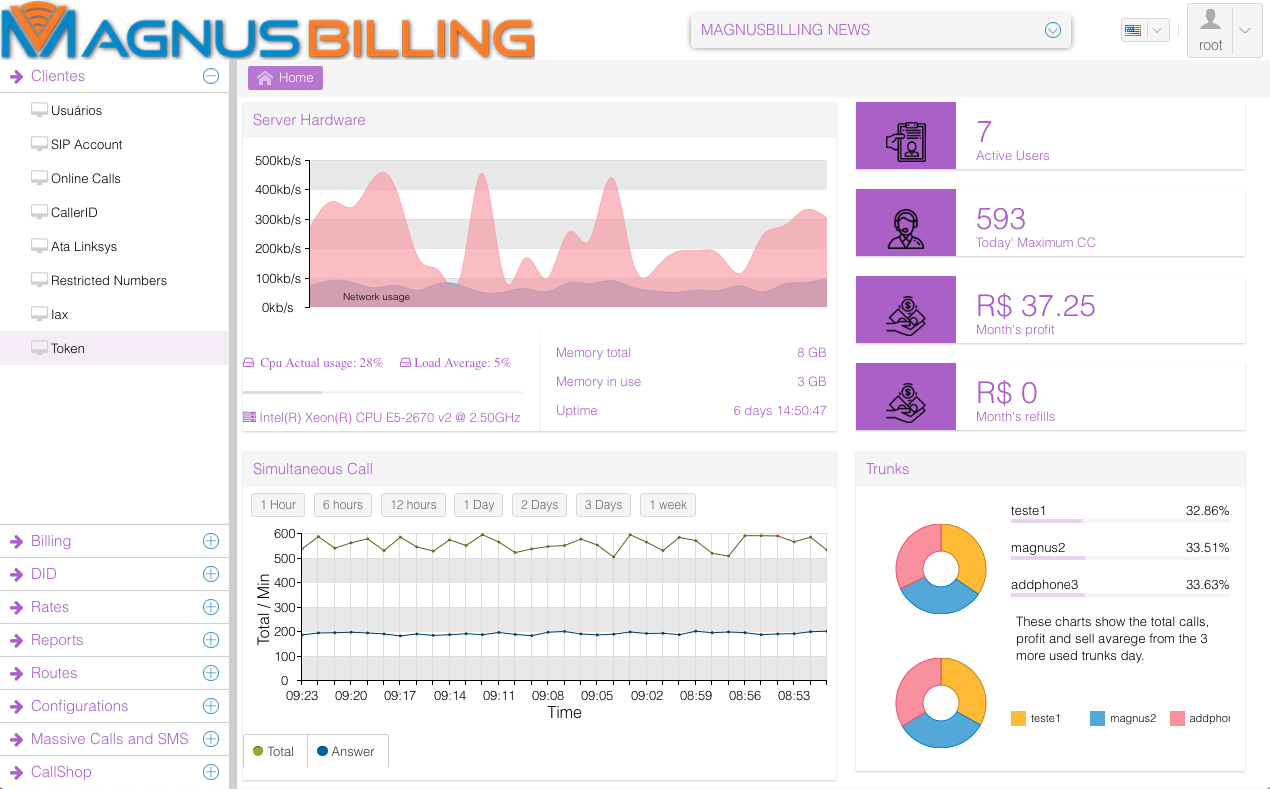 MAGNUSBILLING
MAGNUSBILLING NEWS
root
Clientes
Usuários
SIP Account
Online Calls
CallerID
Ata Linksys
Restricted Numbers
Iax
Token
Billing
DID
Rates
Reports
Routes
Configurations
Massive Calls and SMS
CallShop
Home
Server Hardware
500kb/s
400kb/s
300kb/s
200kb/s
100kb/s
0kb/s
Network usage
Cpu Actual usage: 28% Load Average: 5%
Intel(R) Xeon(R) CPU E5-2670 v2 @ 2.50GHz
Memory total 8 GB
Memory in use 3 GB
Uptime 6 days 14:50:47
7
Active Users
593
Today' Maximum CC
R$ 37.25
Month's profit
R$ 0
Month's refills
Simultaneous Call
1 Hour 6 hours 12 hours 1 Day 2 Days 3 Days 1 week
Total / Min
600
500
400
300
200
100
0
09:23 09:20 09:17 09:14 09:11 09:08 09:05 09:02 08:59 08:56 08:53
Time
Total Answer
Trunks
teste1 32.86%
magnus2 33.51%
addphone3 33.63%
These charts show the total calls,
profit and sell avarege from the 3
more used trunks day.
teste1 magnus2 addphor